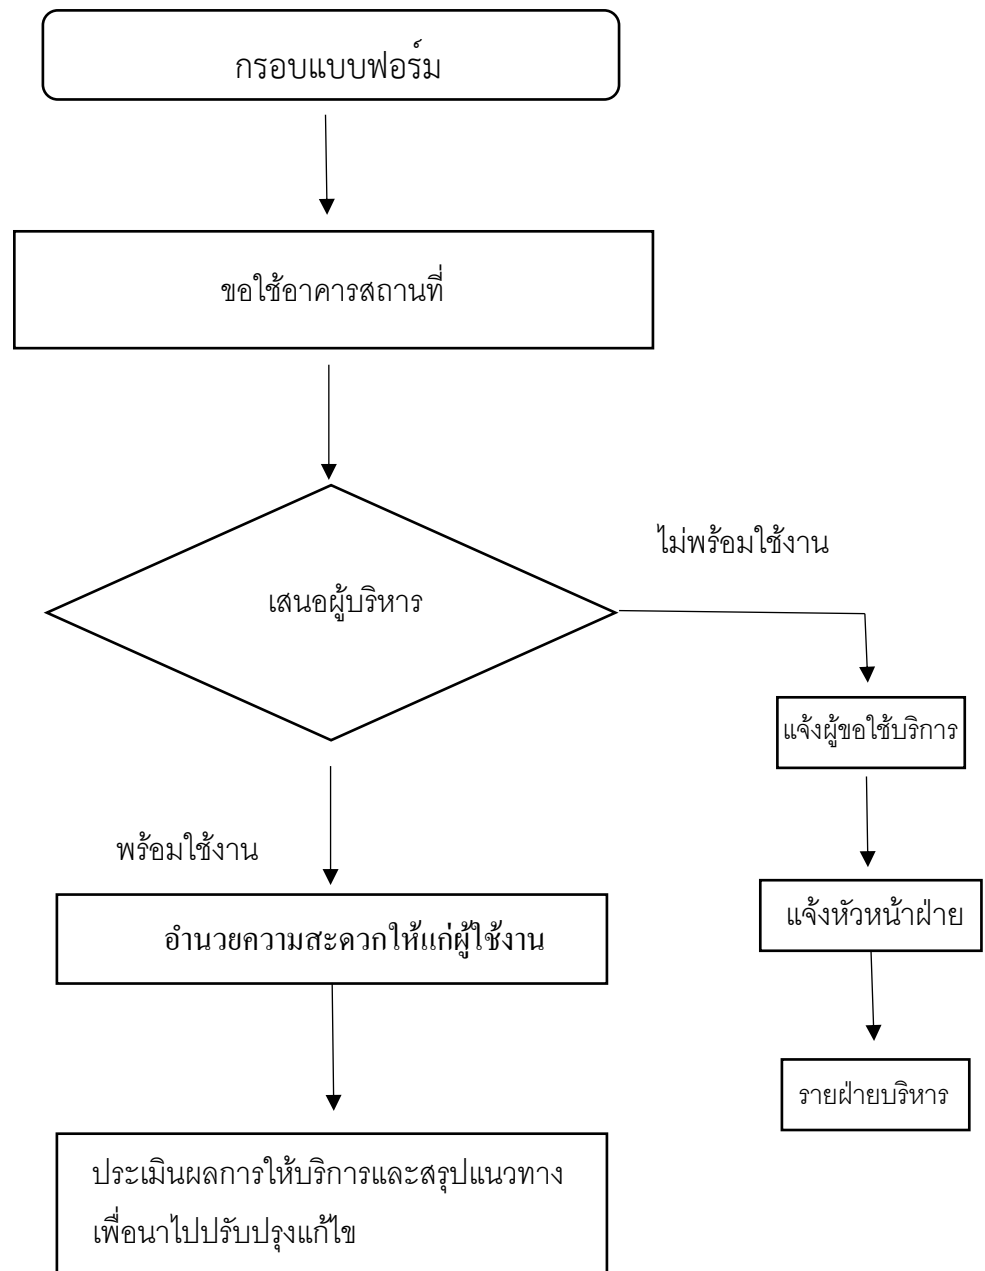 กรอบแบบฟอร์ม
ขอใช้อาคารสถานที่
เสนอผู้บริหาร
ไม่พร้อมใช้งาน
แจ้งผู้ขอใช้บริการ
พร้อมใช้งาน
แจ้งหัวหน้าฝ่าย
อำนวยความสะดวกให้แก่ผู้ใช้งาน
รายฝ่ายบริหาร
ประเมินผลการให้บริการและสรุปแนวทาง
เพื่อนาไปปรับปรุงแก้ไข